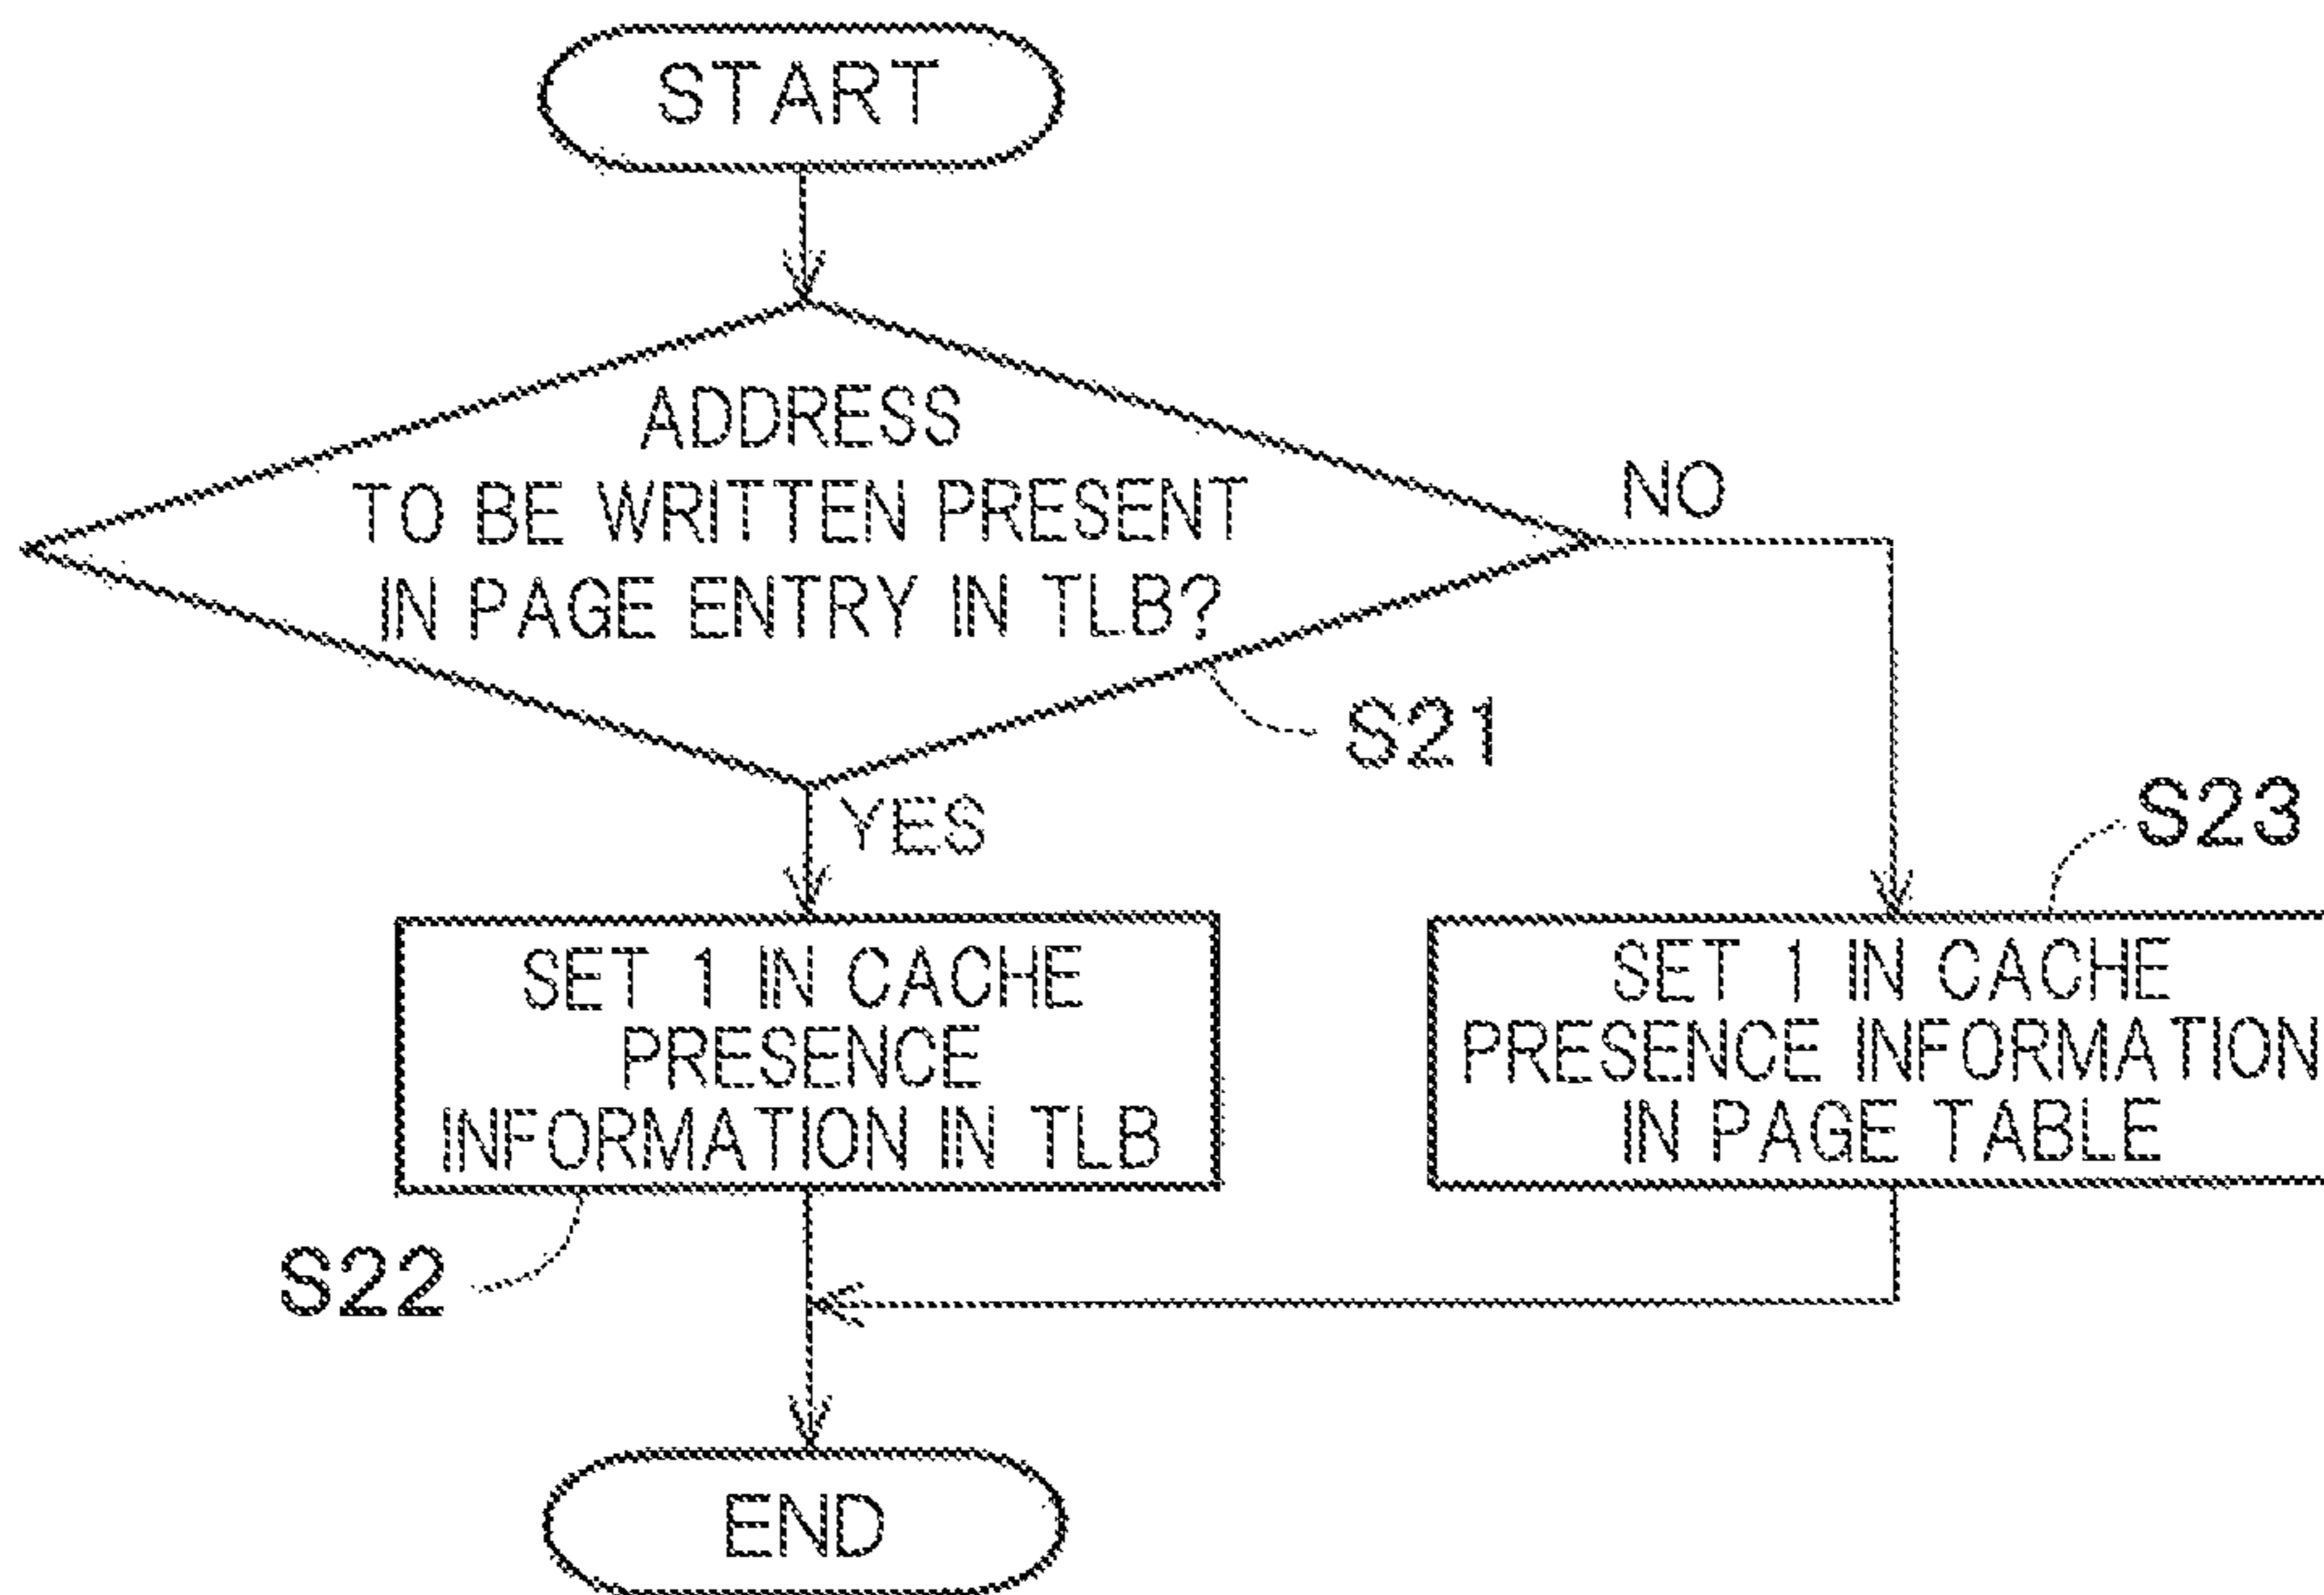 START
ADDRESS
TO BE WRITTEN PRESENT
IN PAGE ENTRY IN TLB?
NO
S21
YES
S23
SET 1 IN CACHE
PRESENCE
INFORMATION IN TLB
SET 1 IN CACHE
PRESENCE INFORMATION
IN PAGE TABLE
S22
END